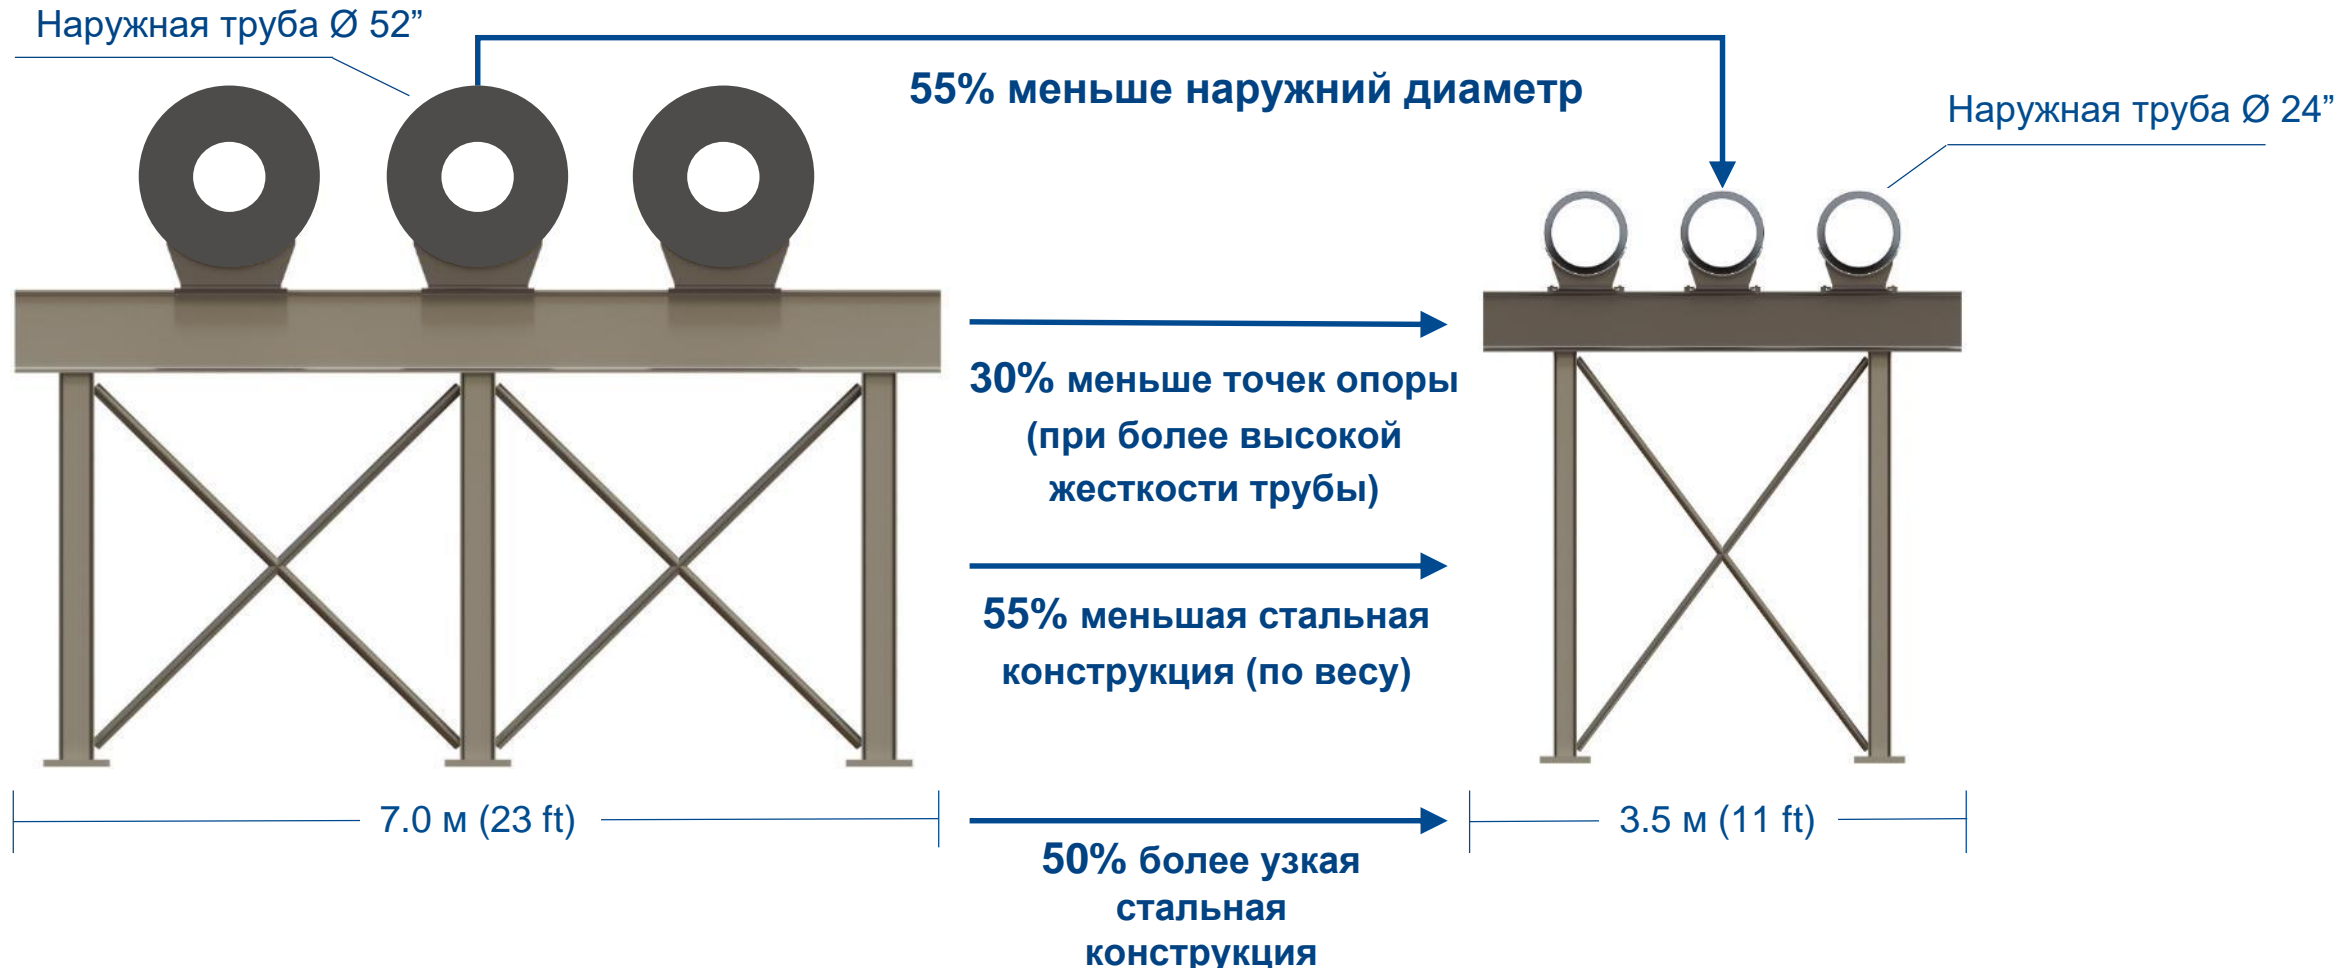 Наружная труба Ø 52”
55% меньше наружний диаметр
Наружная труба Ø 24”
30% меньше точек опоры
(при более высокой
жесткости трубы)
55% меньшая стальная
конструкция (по весу)
7.0 м (23 ft)
3.5 м (11 ft)
50% более узкая
стальная
конструкция